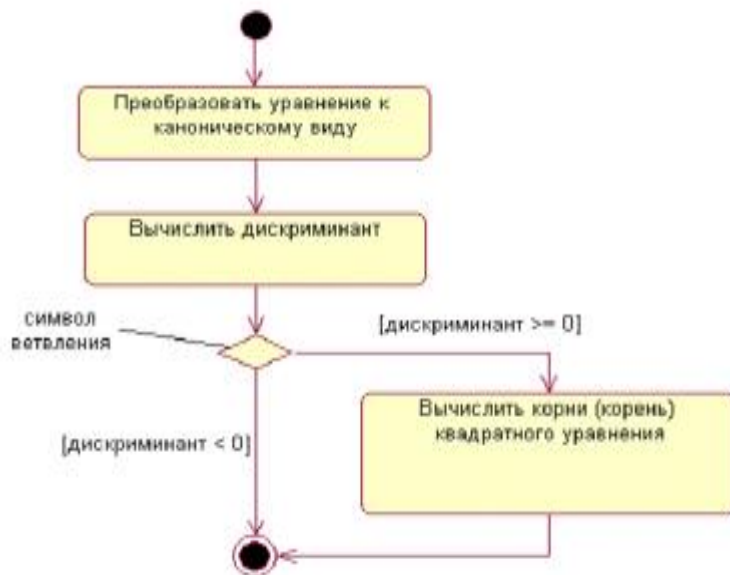 Преобразовать уравнение к
каноническому виду
Вычислить дискриминант
символ
ветвления
[дискриминант >= 0]
Вычислить корни (корень)
квадратного уравнения
[дискриминант < 0]